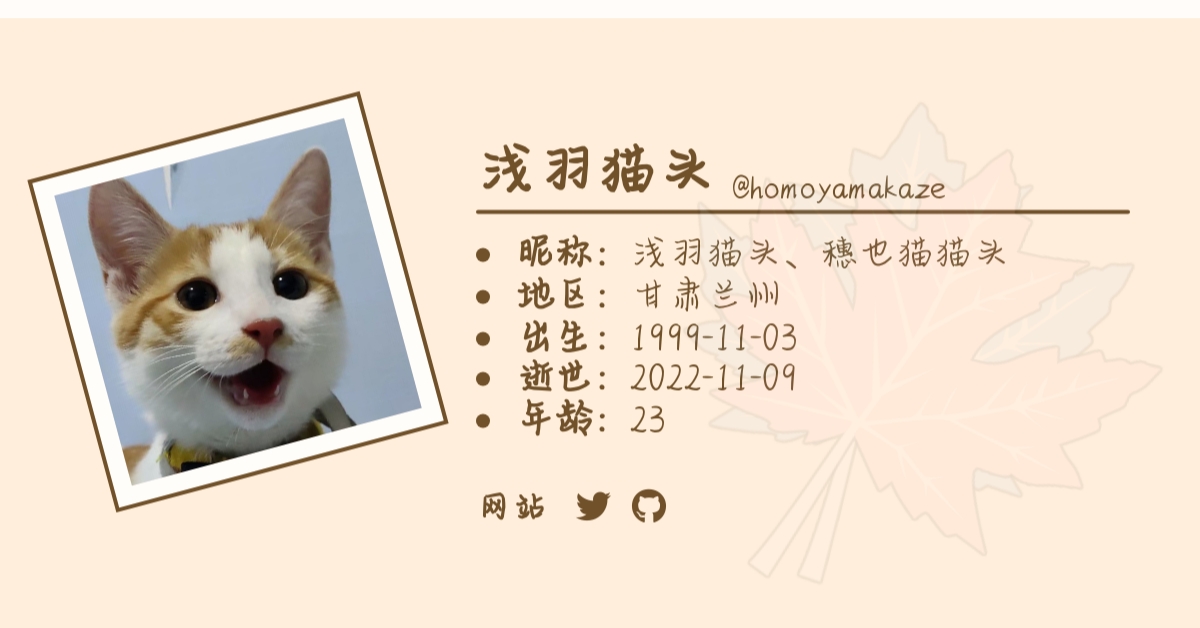 浅羽猫头 @homoyamakaze
昵称：浅羽猫头、穗也猫猫头
地区：甘肃兰州
出生：1999-11-03
逝世：2022-11-09
年龄：23
网站